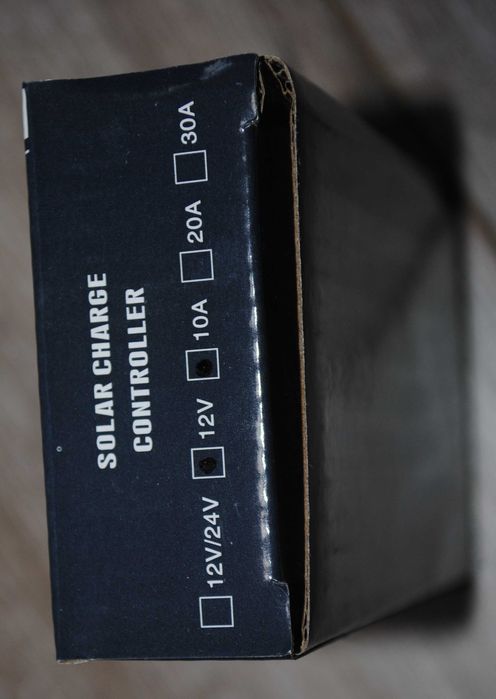 SOLAR CHARGE
CONTROLLER
12V/24V 12V 10A 20A 30A